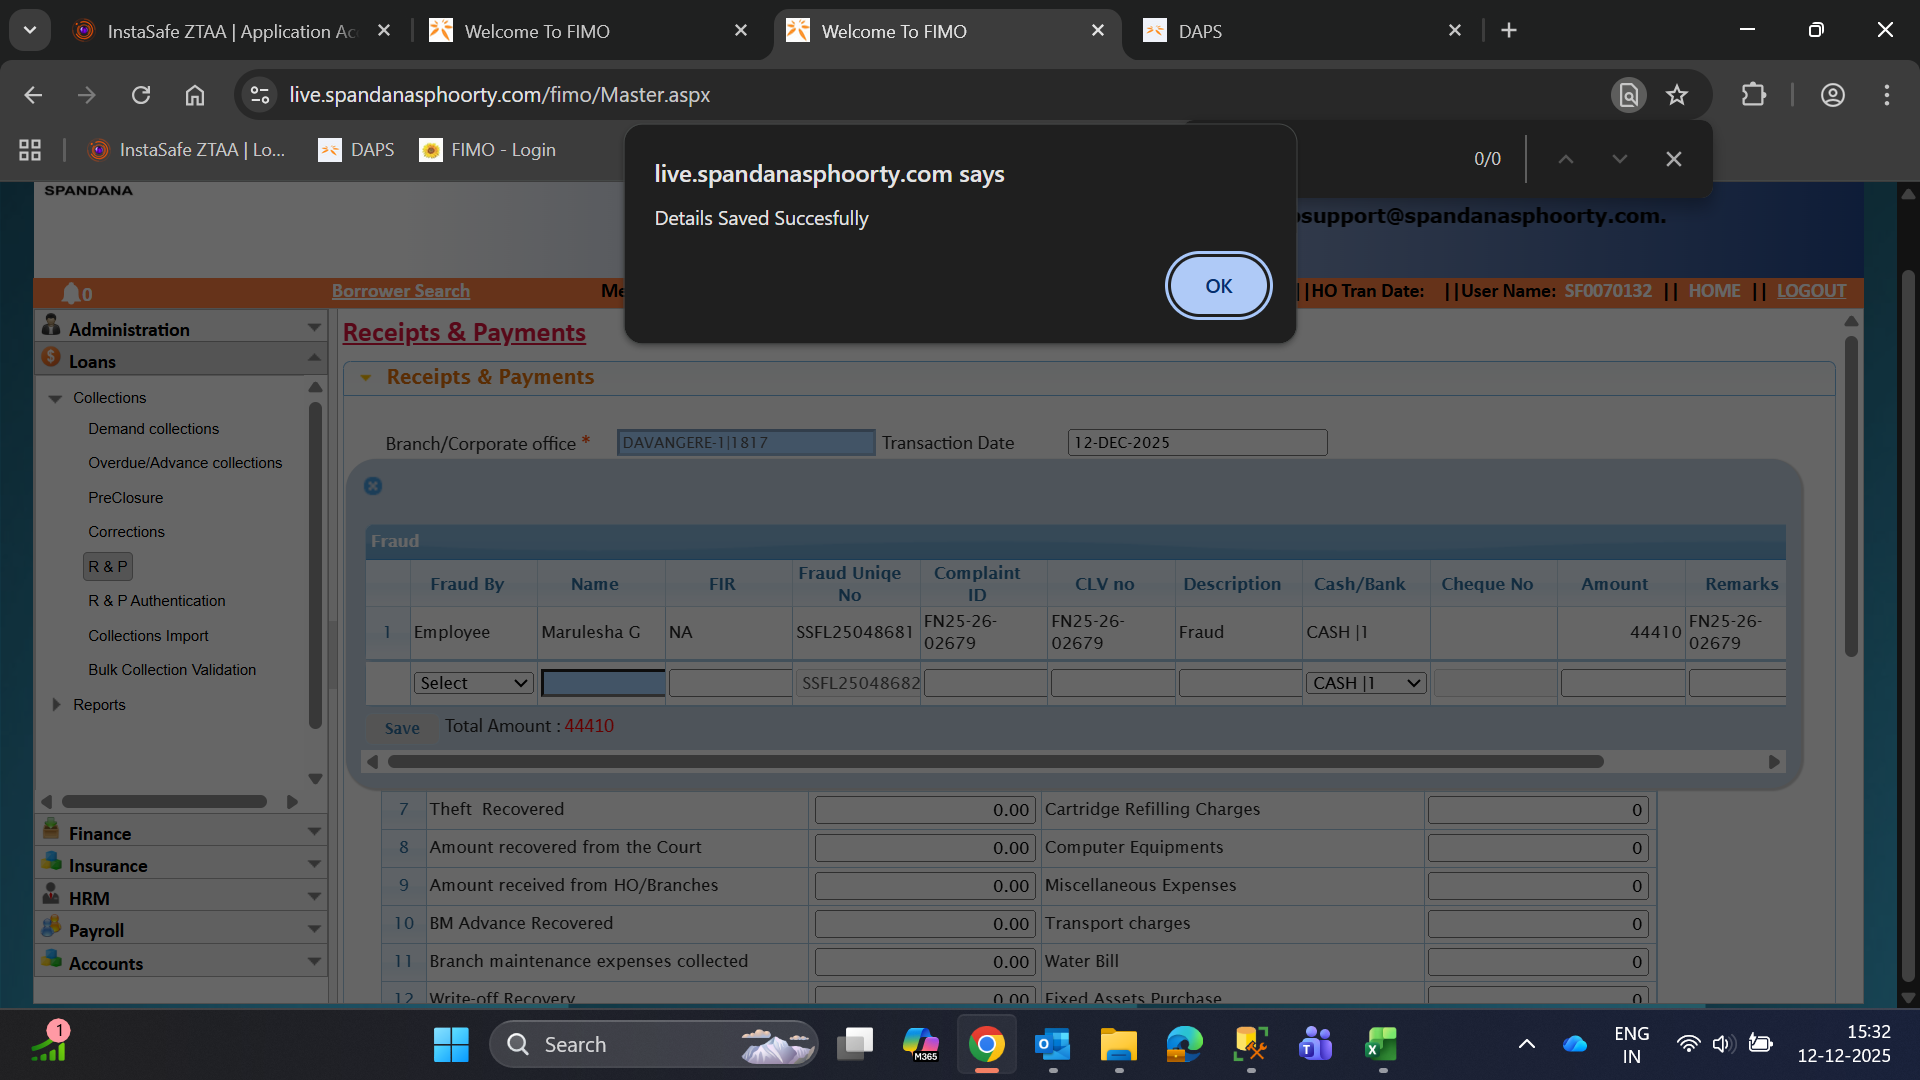 InstaSafe ZTAA | Application Ac
Welcome To FIMO
Welcome To FIMO
DAPS
live.spandanasphoorty.com/fimo/Master.aspx
InstaSafe ZTAA | Lo...
DAPS
FIMO - Login
0/0
live.spandanasphoorty.com says
Details Saved Succesfully
OK
SPANDANA
support@spandanasphoorty.com.
0
Borrower Search
||HO Tran Date: ||User Name: SF0070132 || HOME || LOGOUT
Administration
Loans
Collections
Demand collections
Overdue/Advance collections
PreClosure
Corrections
R & P
R & P Authentication
Collections Import
Bulk Collection Validation
Reports
Finance
Insurance
HRM
Payroll
Accounts
Receipts & Payments
Receipts & Payments
Branch/Corporate office * DAVANGERE-1|1817 Transaction Date 12-DEC-2025
Fraud
Fraud By Name FIR Fraud Uniqe No Complaint ID CLV no Description Cash/Bank Cheque No Amount Remarks
1 Employee Marulesha G NA SSFL25048681 FN25-26-02679 FN25-26-02679 Fraud CASH |1 44410 FN25-26-02679
Select SSFL25048682 CASH |1
Save Total Amount : 44410
7 Theft Recovered 0.00 Cartridge Refilling Charges 0
8 Amount recovered from the Court 0.00 Computer Equipments 0
9 Amount received from HO/Branches 0.00 Miscellaneous Expenses 0
10 BM Advance Recovered 0.00 Transport charges 0
11 Branch maintenance expenses collected 0.00 Water Bill 0
12 Write-off Recovery 0.00 Fixed Assets Purchase 0
1
Search
M365
ENG
IN
15:32
12-12-2025